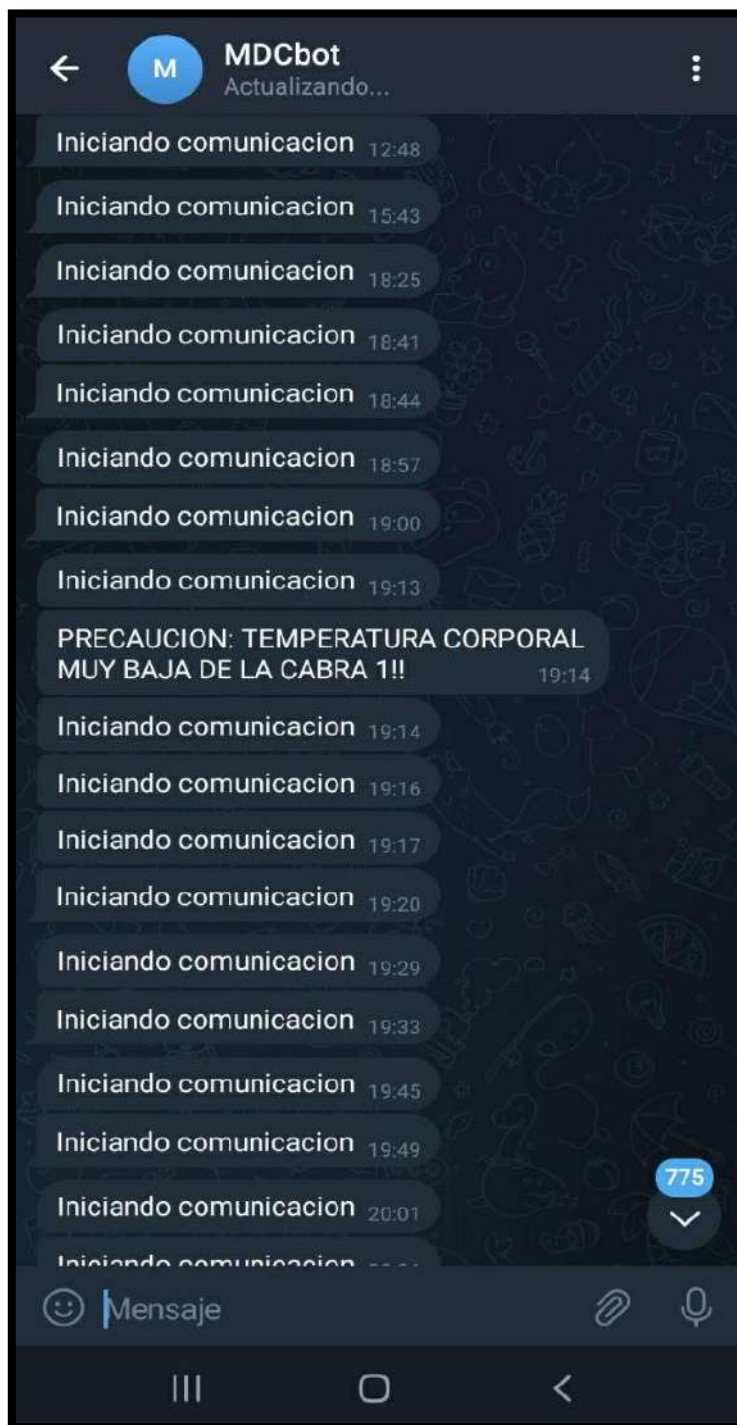 MDCbot
M
Actualizando...
Iniciando comunicacion 12:48
Iniciando comunicacion 15:43
Iniciando comunicacion 18:25
Iniciando comunicacion 18:41
Iniciando comunicacion 18:44
Iniciando comunicacion 18:57
Iniciando comunicacion 19:00
Iniciando comunicacion 19:13
PRECAUCION: TEMPERATURA CORPORAL
MUY BAJA DE LA CABRA 1!! 19:14
Iniciando comunicacion 19:14
Iniciando comunicacion 19:16
Iniciando comunicacion 19:17
Iniciando comunicacion 19:20
Iniciando comunicacion 19:29
Iniciando comunicacion 19:33
Iniciando comunicacion 19:45
Iniciando comunicacion 19:49
775
Iniciando comunicacion 20:01
Iniciando comunicacion
Mensaje